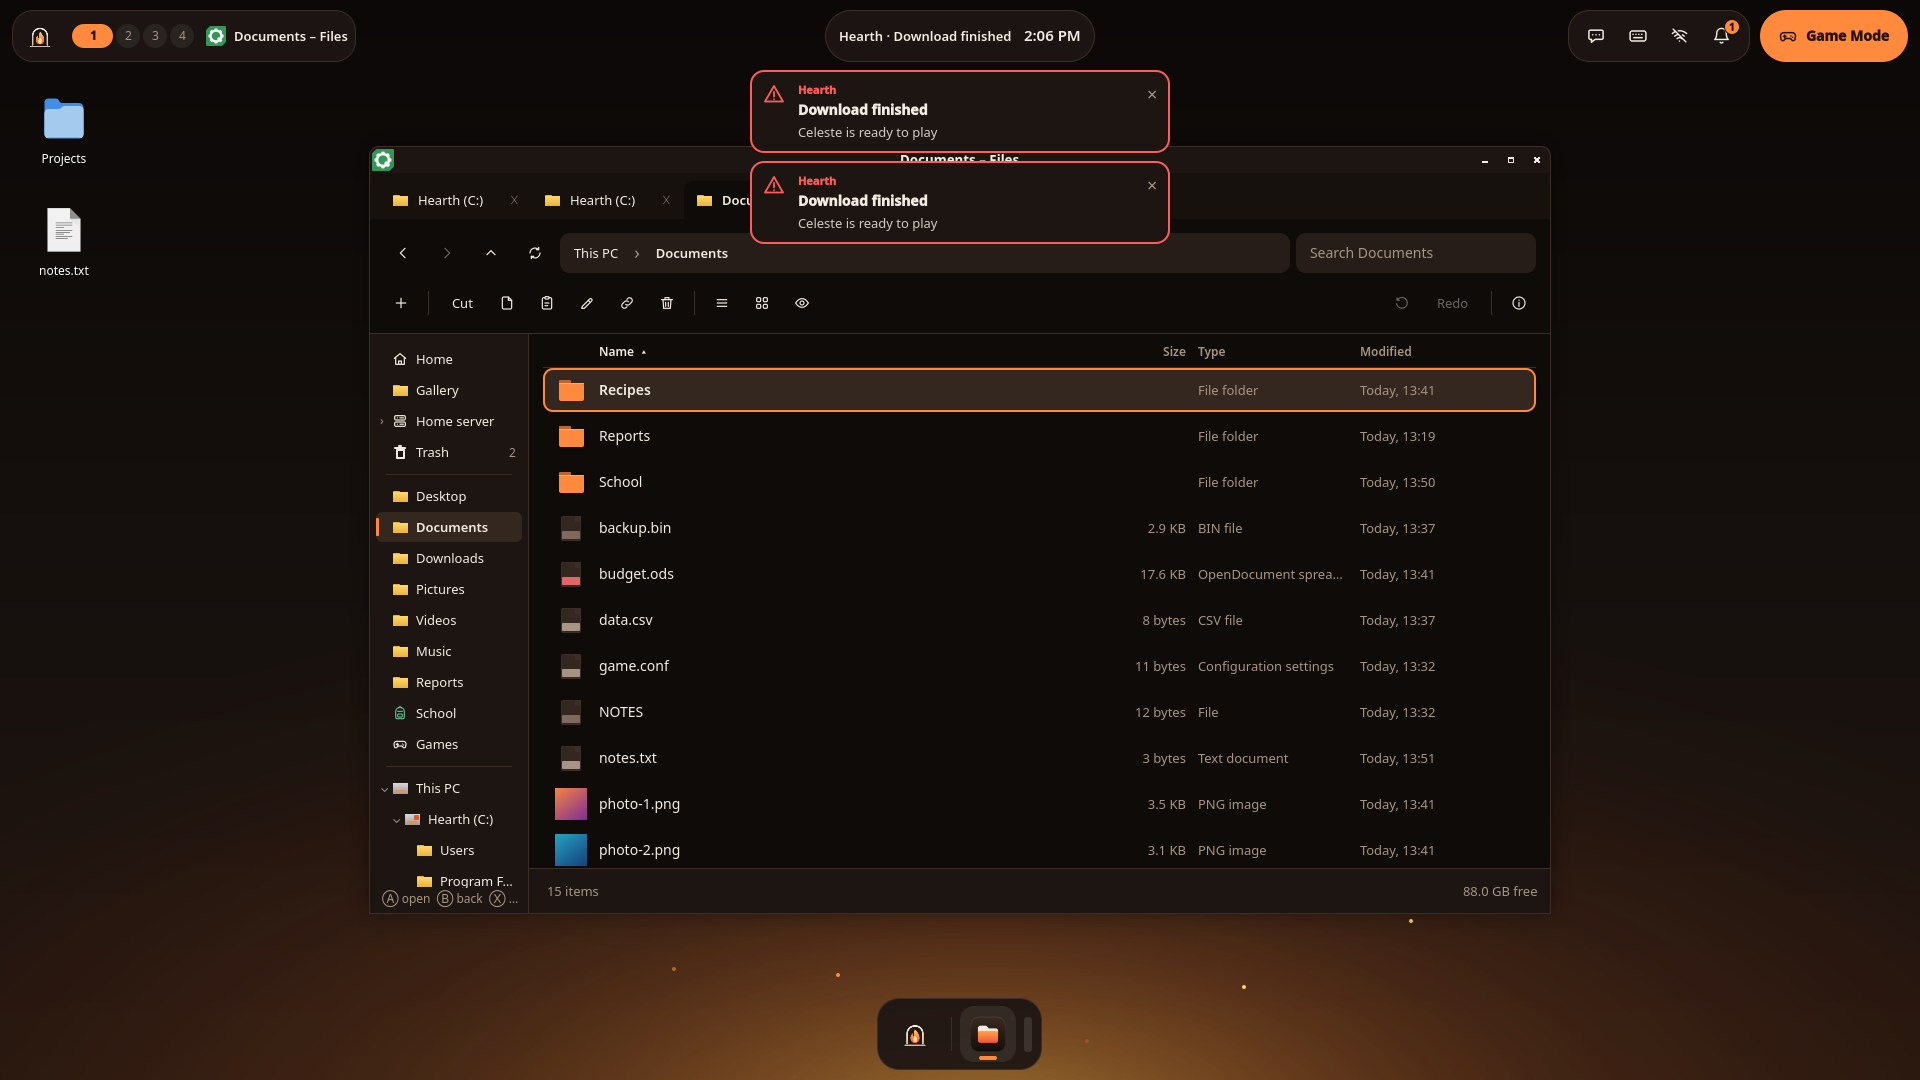 1 2 3 4 Documents – Files
Hearth · Download finished 2:06 PM
1
Game Mode
Projects
notes.txt
Hearth
Download finished
Celeste is ready to play
Hearth
Download finished
Celeste is ready to play
Documents – Files
Hearth (C:) X Hearth (C:) X Docu
This PC › Documents
Search Documents
Cut
Redo
Home
Gallery
Home server
Trash 2
Desktop
Documents
Downloads
Pictures
Videos
Music
Reports
School
Games
This PC
Hearth (C:)
Users
Program F...
A open B back X ...
Name Size Type Modified
Recipes File folder Today, 13:41
Reports File folder Today, 13:19
School File folder Today, 13:50
backup.bin 2.9 KB BIN file Today, 13:37
budget.ods 17.6 KB OpenDocument sprea... Today, 13:41
data.csv 8 bytes CSV file Today, 13:37
game.conf 11 bytes Configuration settings Today, 13:32
NOTES 12 bytes File Today, 13:32
notes.txt 3 bytes Text document Today, 13:51
photo-1.png 3.5 KB PNG image Today, 13:41
photo-2.png 3.1 KB PNG image Today, 13:41
15 items 88.0 GB free